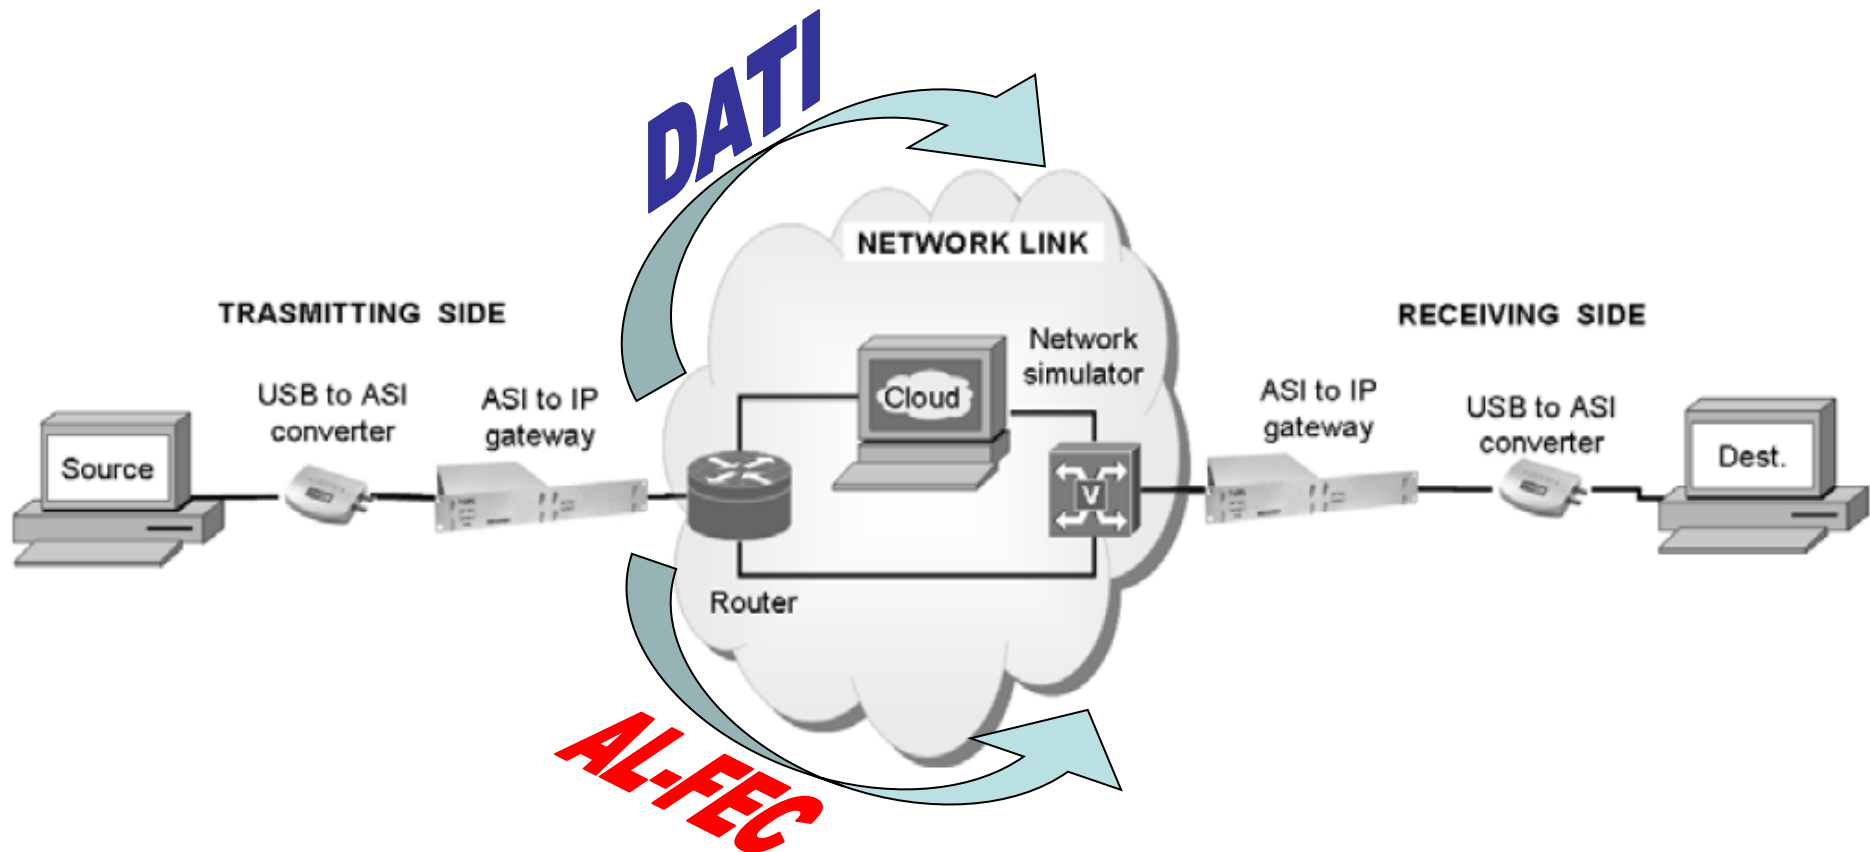 DATI
NETWORK LINK
TRASMITTING SIDE
RECEIVING SIDE
Network
simulator
USB to ASI
converter
ASI to IP
gateway
Cloud
ASI to IP
gateway
USB to ASI
converter
Source
V
Dest.
Router
AL-FEC